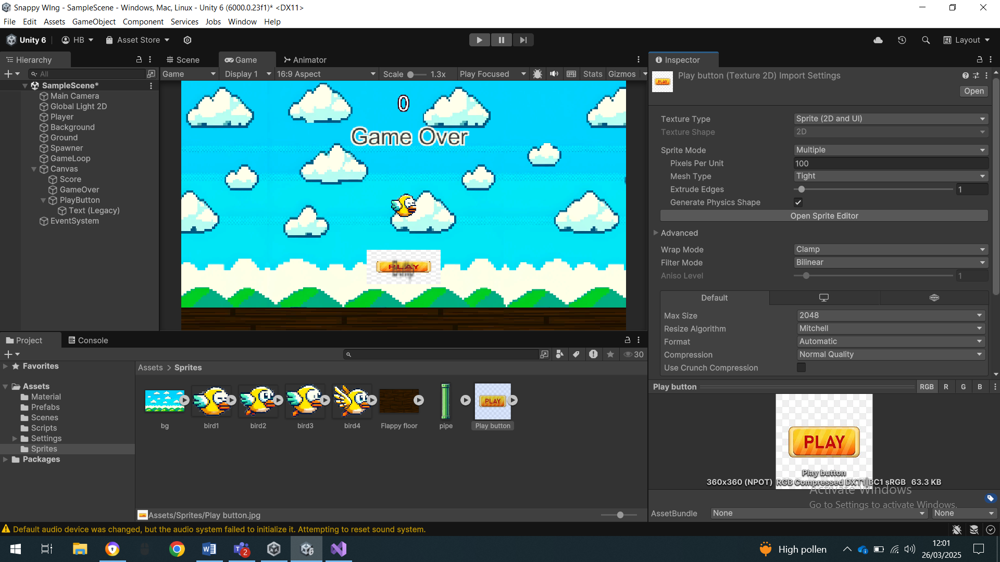 Snappy WIng - SampleScene - Windows, Mac, Linux - Unity 6 (6000.0.23f1)* <DX11>
File Edit Assets GameObject Component Services Jobs Window Help
Unity 6 HB Asset Store Layout
Hierarchy
Scene Game Animator
Inspector
All
Game Display 1 16:9 Aspect Scale 1.3x Play Focused Stats Gizmos
SampleScene*
Main Camera
Global Light 2D
Player
Background
Ground
Spawner
GameLoop
Canvas
Score
GameOver
PlayButton
Text (Legacy)
EventSystem
0
Game Over
PLAY
PLAY
Play button (Texture 2D) Import Settings
Open
Texture Type Sprite (2D and UI)
Texture Shape 2D
Sprite Mode Multiple
Pixels Per Unit 100
Mesh Type Tight
Extrude Edges 1
Generate Physics Shape
Open Sprite Editor
Advanced
Wrap Mode Clamp
Filter Mode Bilinear
Aniso Level 1
Default
Max Size 2048
Resize Algorithm Mitchell
Format Automatic
Compression Normal Quality
Use Crunch Compression
Project Console
30
Favorites
Assets
Material
Prefabs
Scenes
Scripts
Settings
Sprites
Packages
Assets > Sprites
PLAY
bg bird1 bird2 bird3 bird4 Flappy floor pipe Play button
Assets/Sprites/Play button.jpg
Play button RGB R G B
PLAY
Play button
360x360 (NPOT) RGB Compressed DXT1|BC1 sRGB 63.3 KB
Activate Windows
Go to Settings to activate Windows.
AssetBundle None None
Default audio device was changed, but the audio system failed to initialize it. Attempting to reset sound system.
2
6
High pollen
12:01
26/03/2025